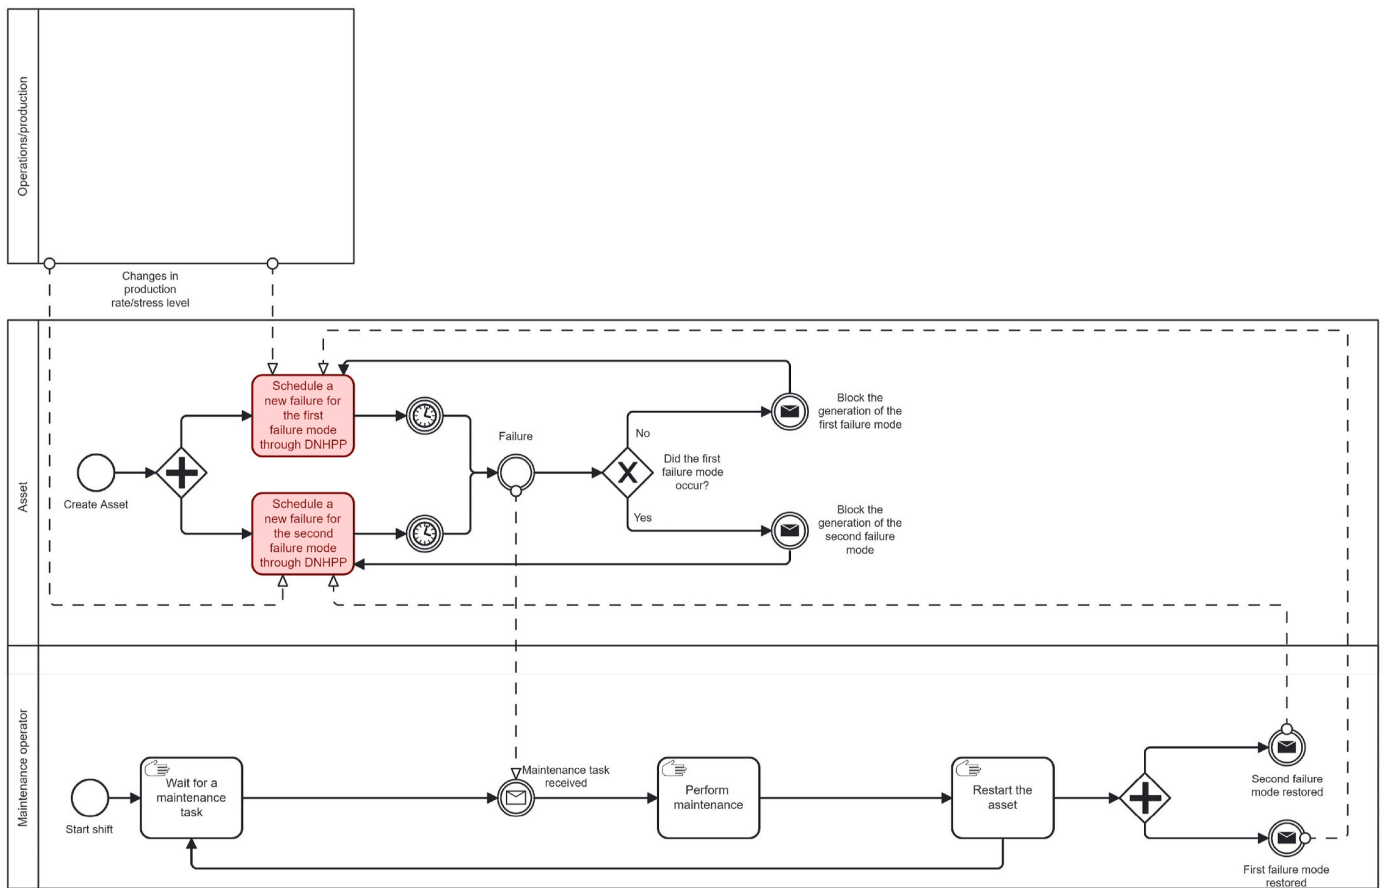 Operations/production
Changes in
production
rate/stress level
Asset
Create Asset
Schedule a
new failure for
the first
failure mode
through DNHPP
Schedule a
new failure for
the second
failure mode
through DNHPP
Failure
No
Did the first
failure mode
occur?
Yes
Block the
generation of the
first failure mode
Block the
generation of the
second failure
mode
Maintenance operator
Start shift
Wait for a
maintenance
task
Maintenance task
received
Perform
maintenance
Restart the
asset
Second failure
mode restored
First failure mode
restored